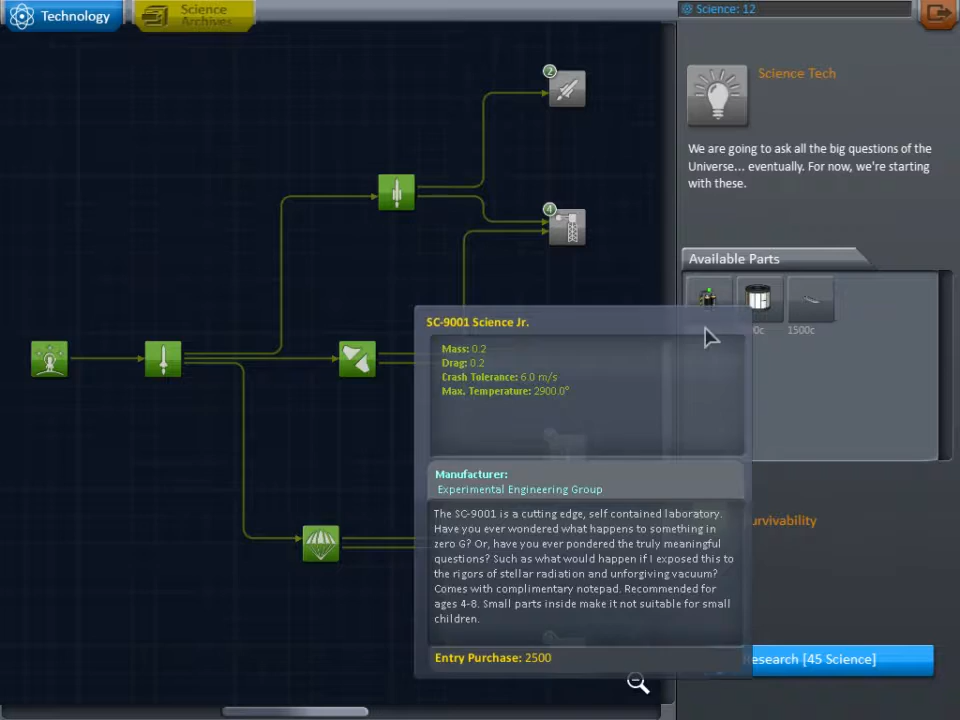 Technology
Science
Archives
Science: 12
2
Science Tech
We are going to ask all the big questions of the
Universe... eventually. For now, we're starting
with these.
4
Available Parts
0c
1500c
SC-9001 Science Jr.
Mass: 0.2
Drag: 0.2
Crash Tolerance: 6.0 m/s
Max. Temperature: 2900.0°
Manufacturer:
Experimental Engineering Group
The SC-9001 is a cutting edge, self contained laboratory.
Have you ever wondered what happens to something in
zero G? Or, have you ever pondered the truly meaningful
questions? Such as what would happen if I exposed this to
the rigors of stellar radiation and unforgiving vacuum?
Comes with complimentary notepad. Recommended for
ages 4-8. Small parts inside make it not suitable for small
children.
urvivability
Entry Purchase: 2500
esearch [45 Science]